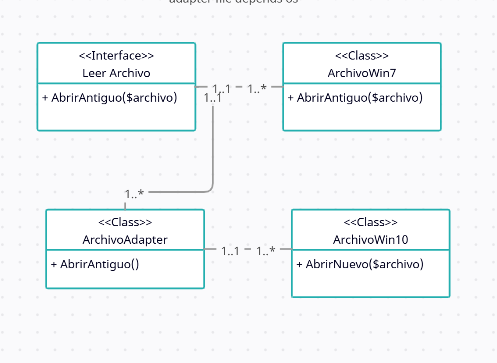 adapter file depends os
<<Interface>>
Leer Archivo
+ AbrirAntiguo($archivo)
1..1
1..*
<<Class>>
ArchivoWin7
+ AbrirAntiguo($archivo)
1..1
1..*
<<Class>>
ArchivoAdapter
+ AbrirAntiguo()
1..1
1..*
<<Class>>
ArchivoWin10
+ AbrirNuevo($archivo)